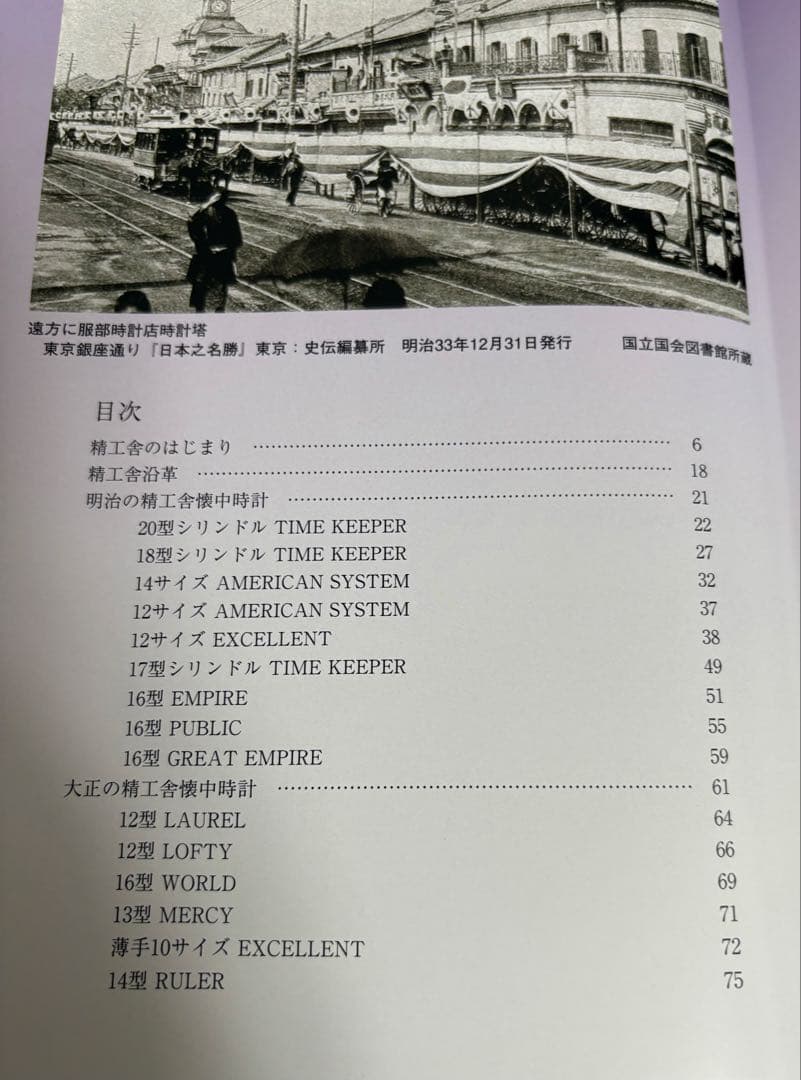 遠方に服部時計店時計塔
東京銀座通り『日本之名勝』東京：史伝編纂所　明治33年12月31日発行　国立国会図書館所蔵
目次
精工舎のはじまり ………………………………………… 6
精工舎沿革 ………………………………………… 18
明治の精工舎懐中時計 ………………………………………… 21
20型シリンドル TIME KEEPER 22
18型シリンドル TIME KEEPER 27
14サイズ AMERICAN SYSTEM 32
12サイズ AMERICAN SYSTEM 37
12サイズ EXCELLENT 38
17型シリンドル TIME KEEPER 49
16型 EMPIRE 51
16型 PUBLIC 55
16型 GREAT EMPIRE 59
大正の精工舎懐中時計 ………………………………………… 61
12型 LAUREL 64
12型 LOFTY 66
16型 WORLD 69
13型 MERCY 71
薄手10サイズ EXCELLENT 72
14型 RULER 75